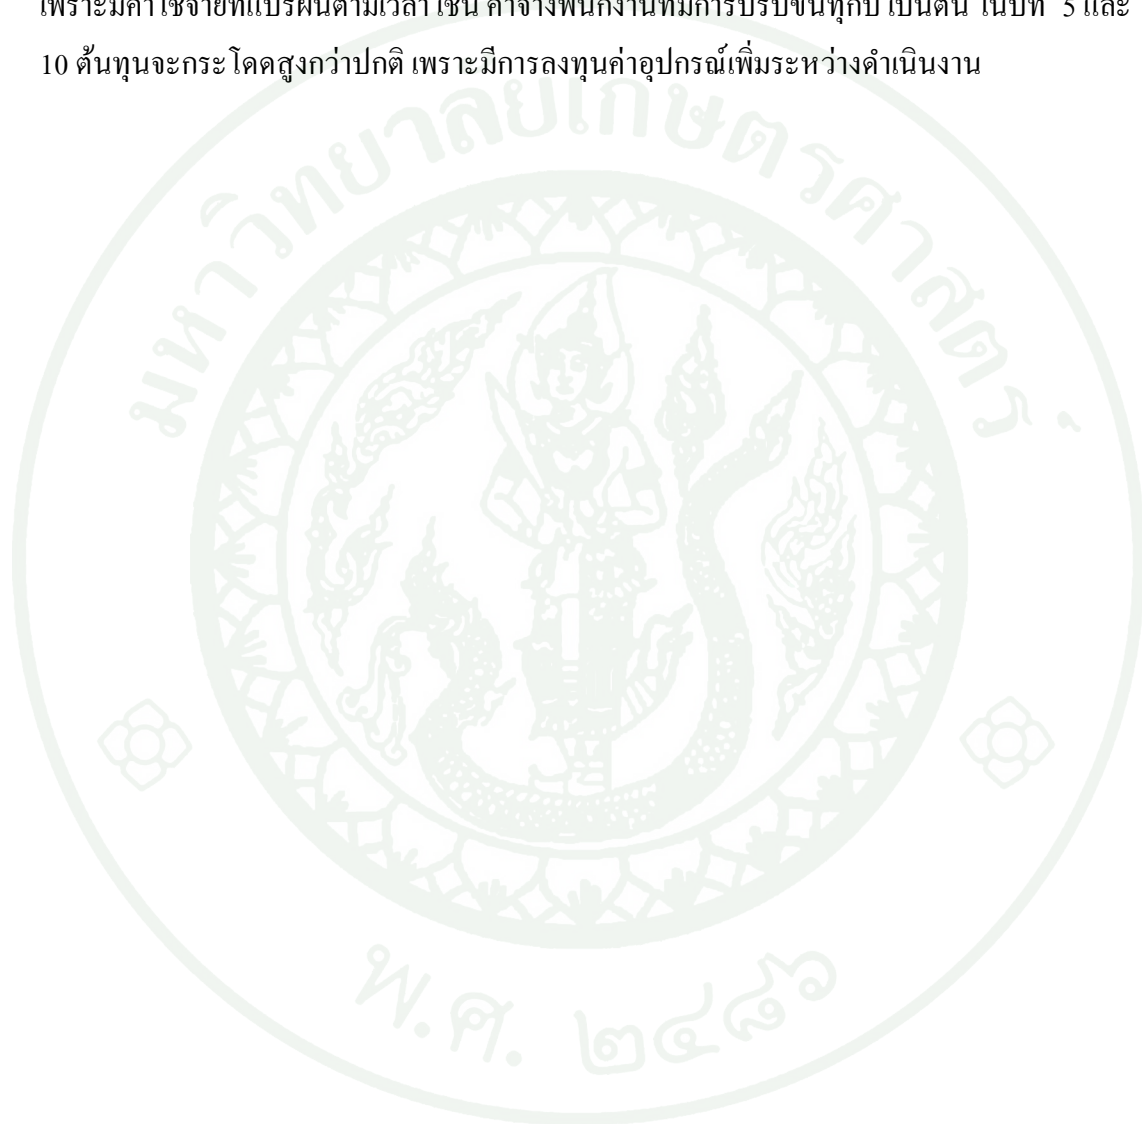 เพราะมีค่าใช้จ่ายที่แปรผันตามเวลา เช่น ค่าจ้างพนักงานที่มีการปรับขึ้นทุกปี เป็นต้น ในปีที่ 5 และ
10 ต้นทุนจะกระโดดสูงกว่าปกติ เพราะมีการลงทุนค่าอุปกรณ์เพิ่มระหว่างดำเนินงาน
มหาวิทยาลัยเกษตรศาสตร์
พ.ศ. ๒๔๘๖